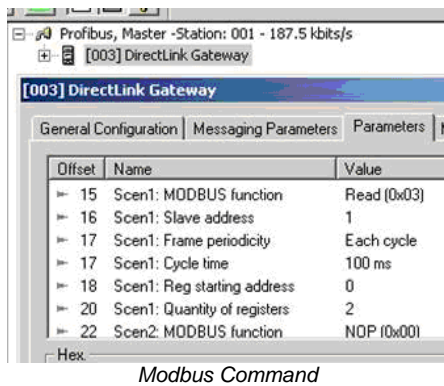 Profibus, Master -Station: 001 - 187.5 kbits/s
[003] DirectLink Gateway
[003] DirectLink Gateway
General Configuration Messaging Parameters Parameters
Offset Name Value
15 Scen1: MODBUS function Read (0x03)
16 Scen1: Slave address 1
17 Scen1: Frame periodicity Each cycle
17 Scen1: Cycle time 100 ms
18 Scen1: Reg starting address 0
20 Scen1: Quantity of registers 2
22 Scen2: MODBUS function NOP (0x00)
Hex.
Modbus Command